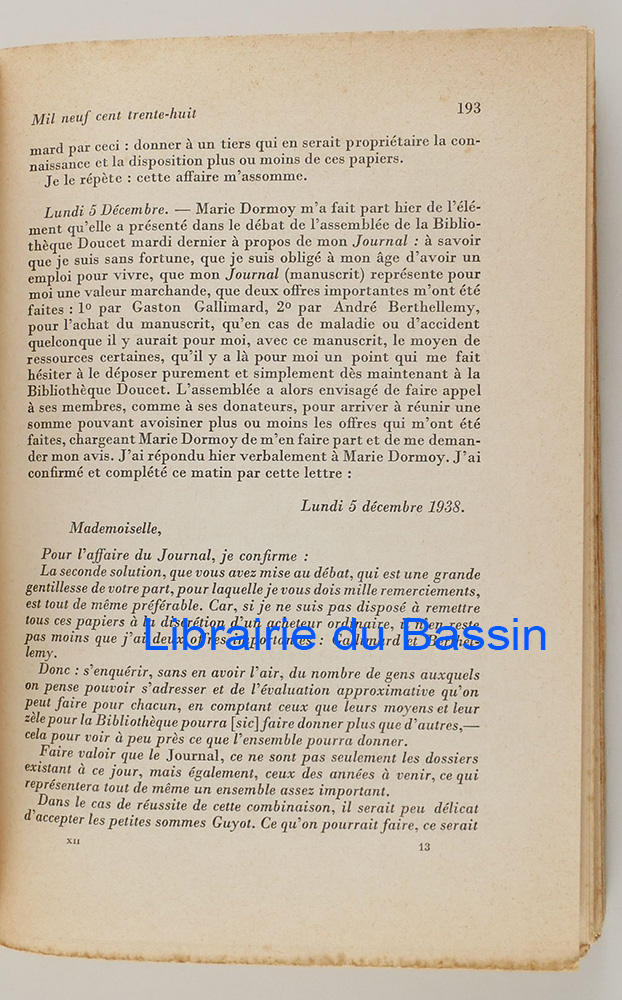 Mil neuf cent trente-huit 193
mard par ceci : donner à un tiers qui en serait propriétaire la con-
naissance et la disposition plus ou moins de ces papiers.
Je le répète : cette affaire m'assomme.
Lundi 5 Décembre. — Marie Dormoy m'a fait part hier de l'élé-
ment qu'elle a présenté dans le débat de l'assemblée de la Biblio-
thèque Doucet mardi dernier à propos de mon Journal : à savoir
que je suis sans fortune, que je suis obligé à mon âge d'avoir un
emploi pour vivre, que mon Journal (manuscrit) représente pour
moi une valeur marchande, que deux offres importantes m'ont été
faites : 1º par Gaston Gallimard, 2º par André Berthellemy,
pour l'achat du manuscrit, qu'en cas de maladie ou d'accident
quelconque il y aurait pour moi, avec ce manuscrit, le moyen de
ressources certaines, qu'il y a là pour moi un point qui me fait
hésiter à le déposer purement et simplement dès maintenant à la
Bibliothèque Doucet. L'assemblée a alors envisagé de faire appel
à ses membres, comme à ses donateurs, pour arriver à réunir une
somme pouvant avoisiner plus ou moins les offres qui m'ont été
faites, chargeant Marie Dormoy de m'en faire part et de me deman-
der mon avis. J'ai répondu hier verbalement à Marie Dormoy. J'ai
confirmé et complété ce matin par cette lettre :
Lundi 5 décembre 1938.
Mademoiselle,
Pour l'affaire du Journal, je confirme :
La seconde solution, que vous avez mise au débat, qui est une grande
gentillesse de votre part, pour laquelle je vous dois mille remerciements,
est tout de même préférable. Car, si je ne suis pas disposé à remettre
tous ces papiers à la discrétion d'un acheteur ordinaire, il n'en reste
pas moins que j'ai deux offres importantes : Gallimard et Berthel-
Librairie du Bassin
lemy.
Donc : s'enquérir, sans en avoir l'air, du nombre de gens auxquels
on pense pouvoir s'adresser et de l'évaluation approximative qu'on
peut faire pour chacun, en comptant ceux que leurs moyens et leur
zèle pour la Bibliothèque pourra [sic] faire donner plus que d'autres,—
cela pour voir à peu près ce que l'ensemble pourra donner.
Faire valoir que le Journal, ce ne sont pas seulement les dossiers
existant à ce jour, mais également, ceux des années à venir, ce qui
représentera tout de même un ensemble assez important.
Dans le cas de réussite de cette combinaison, il serait peu délicat
d'accepter les petites sommes Guyot. Ce qu'on pourrait faire, ce serait
XII 13